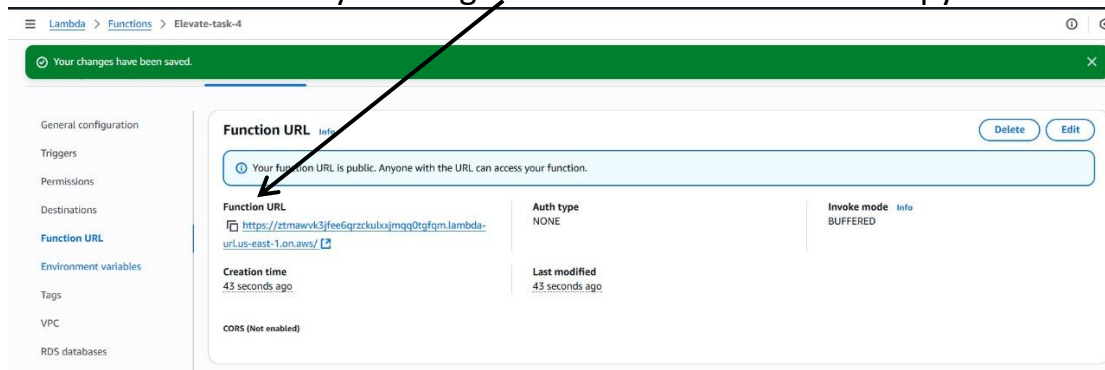 Lambda > Functions > Elevate-task-4
Your changes have been saved.
General configuration
Triggers
Permissions
Destinations
Function URL
Environment variables
Tags
VPC
RDS databases
Function URL Info
Delete
Edit
Your function URL is public. Anyone with the URL can access your function.
Function URL
https://ztmawvk3jfee6qrzckulxxjmqq0tgfqm.lambda-
url.us-east-1.on.aws/
Creation time
43 seconds ago
Auth type
NONE
Last modified
43 seconds ago
Invoke mode Info
BUFFERED
CORS (Not enabled)